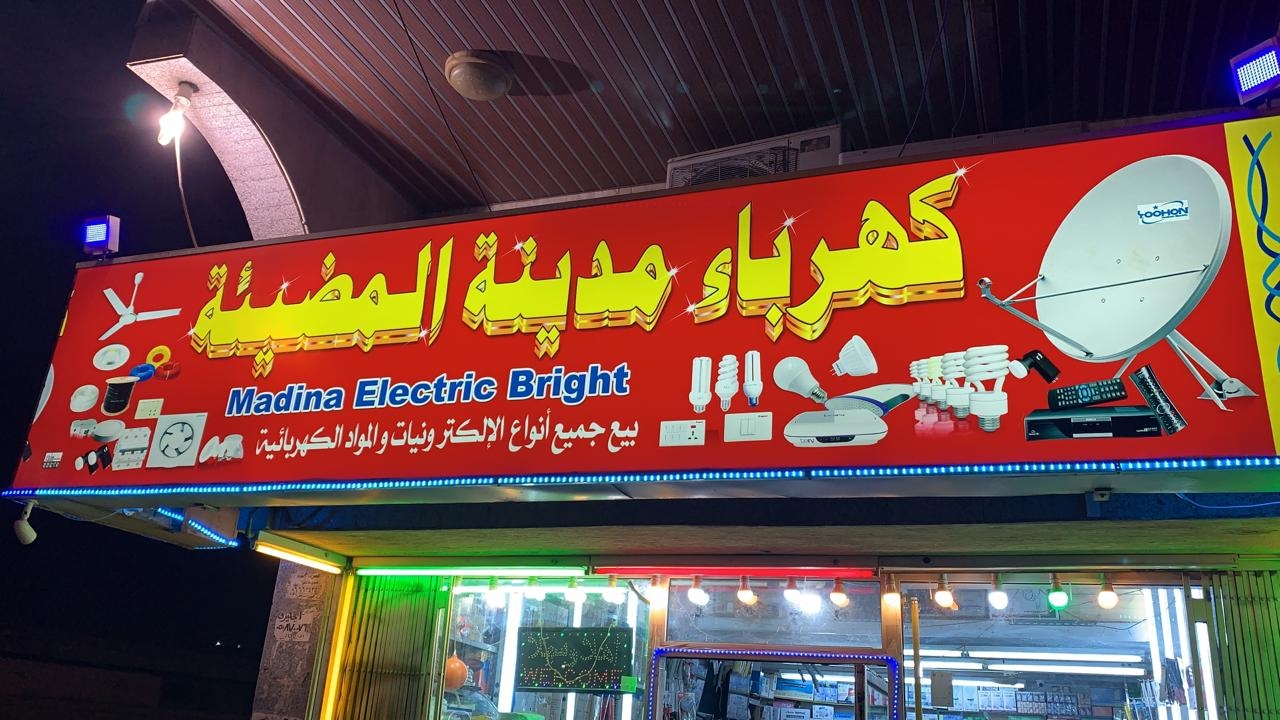 كهرباء مدينة المضيئة
Madina Electric Bright
بيع جميع أنواع الإلكترونيات والمواد الكهربائية